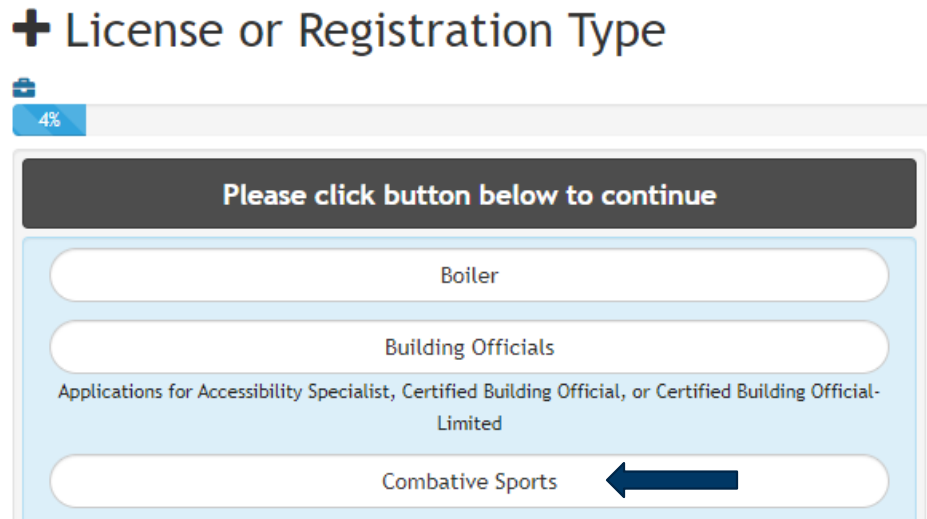 License or Registration Type
4%
Please click button below to continue
Boiler
Building Officials
Applications for Accessibility Specialist, Certified Building Official, or Certified Building Official-
Limited
Combative Sports